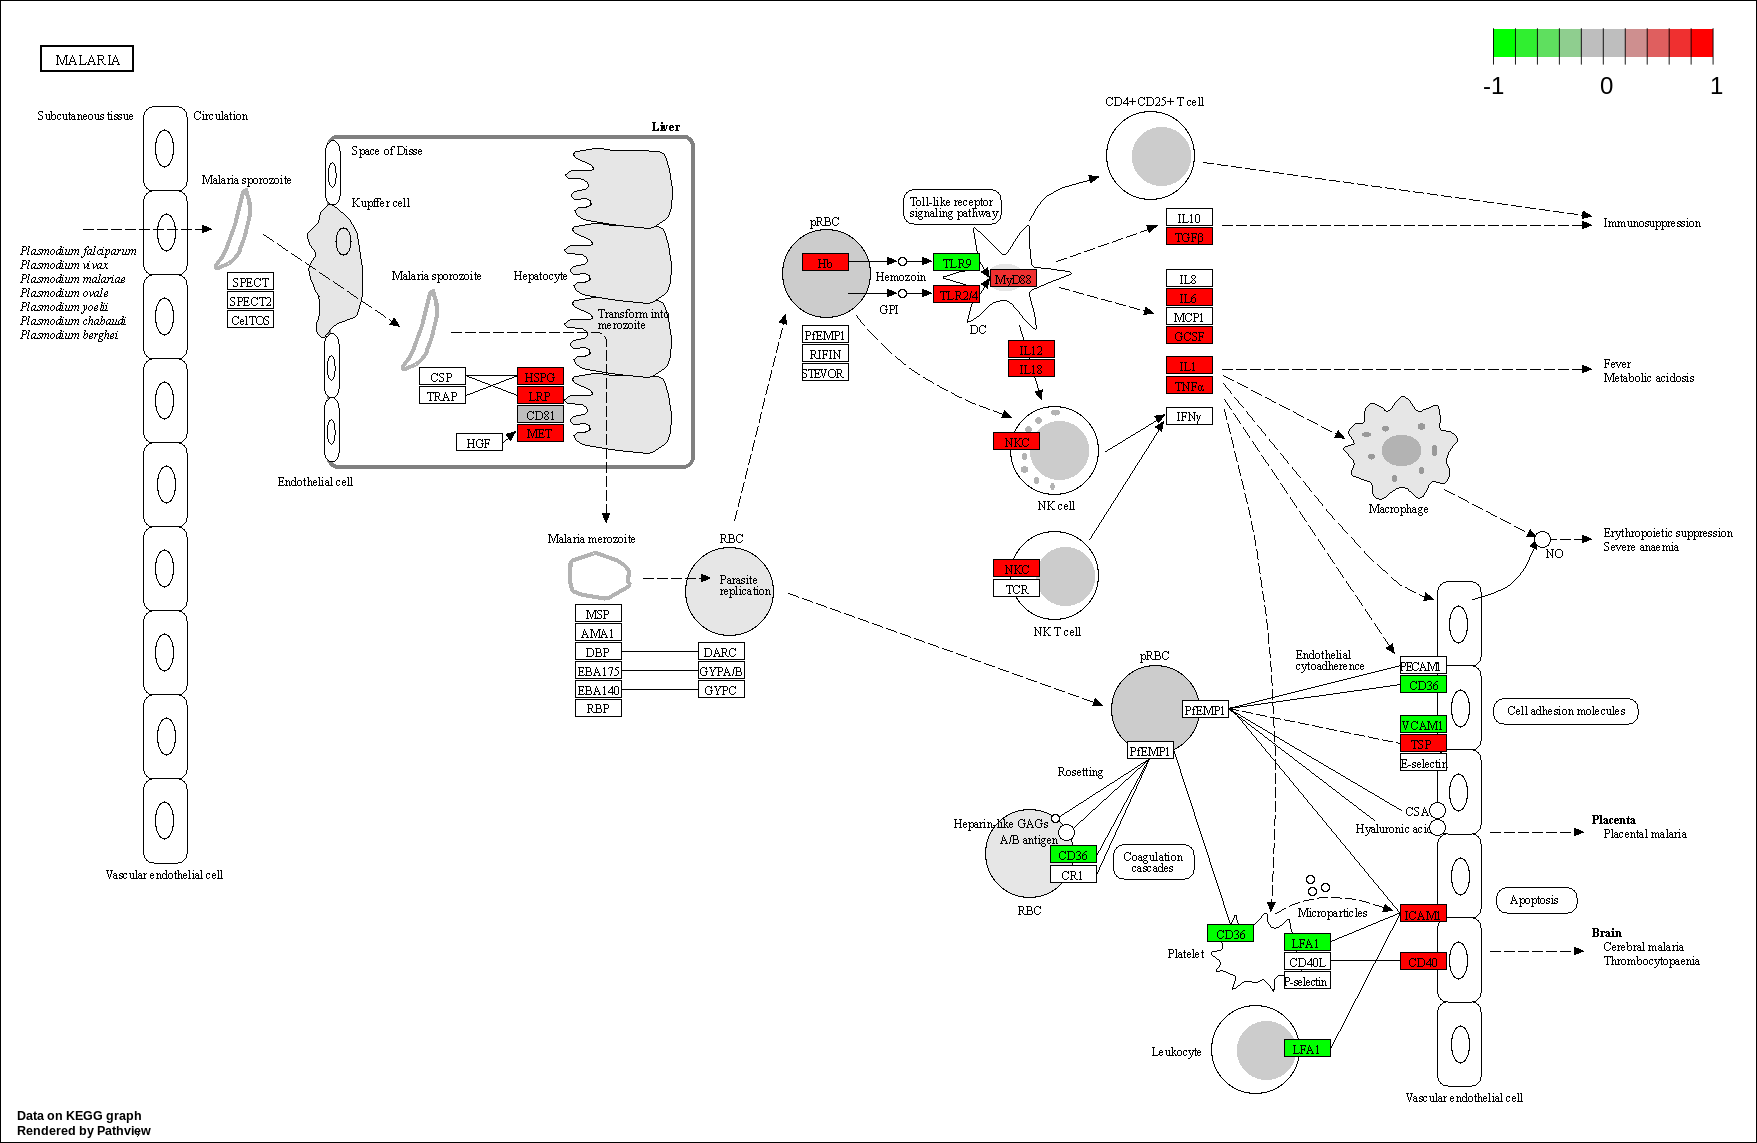 MALARIA
-1 0 1
Subcutaneous tissue
Circulation
Malaria sporozoite
Plasmodium falciparum
Plasmodium vivax
Plasmodium malariae
Plasmodium ovale
Plasmodium yoelii
Plasmodium chabaudi
Plasmodium berghei
SPECT
SPECT2
CelTOS
Vascular endothelial cell
Liver
Space of Disse
Kupffer cell
Malaria sporozoite
Hepatocyte
Transform into
merozoite
CSP
TRAP
HSPG
LRP
CD81
MET
HGF
Endothelial cell
Malaria merozoite
MSP
AMA1
DBP
EBA175
EBA140
RBP
RBC
Parasite
replication
DARC
GYPA/B
GYPC
pRBC
Hb
Hemozoin
GPI
PfEMP1
RIFIN
STEVOR
Toll-like receptor
signaling pathway
TLR9
TLR2/4
MyD88
DC
IL12
IL18
NKC
NK cell
NKC
TCR
NK T cell
CD4+CD25+ T cell
IL10
TGFβ
IL8
IL6
MCP1
GCSF
IL1
TNFα
IFNγ
Immunosuppression
Fever
Metabolic acidosis
Macrophage
NO
Erythropoietic suppression
Severe anaemia
pRBC
PfEMP1
PfEMP1
Endothelial
cytoadherence
PECAM1
CD36
VCAM1
TSP
E-selectin
CSA
Hyaluronic acid
Cell adhesion molecules
Rosetting
Heparin-like GAGs
A/B antigen
CD36
CR1
RBC
Coagulation
cascades
Placenta
Placental malaria
Apoptosis
Microparticles
ICAM1
CD36
Platelet
LFA1
CD40L
P-selectin
CD40
Brain
Cerebral malaria
Thrombocytopaenia
Leukocyte
LFA1
Vascular endothelial cell
Data on KEGG graph
Rendered by Pathview